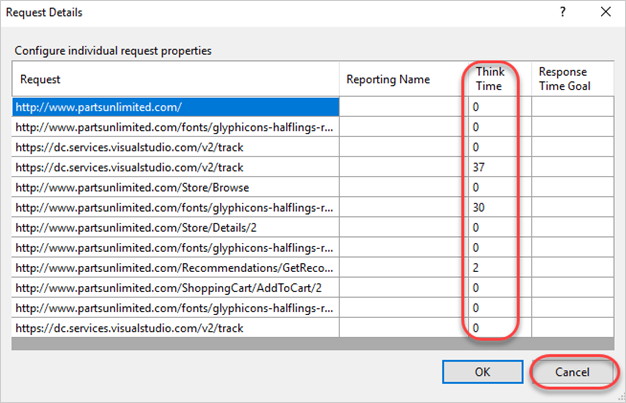 Request Details
Configure individual request properties
Request Reporting Name Think Time Response Time Goal
http://www.partsunlimited.com/ 0
http://www.partsunlimited.com/fonts/glyphicons-halflings-r... 0
https://dc.services.visualstudio.com/v2/track 0
https://dc.services.visualstudio.com/v2/track 37
http://www.partsunlimited.com/Store/Browse 0
http://www.partsunlimited.com/fonts/glyphicons-halflings-r... 30
http://www.partsunlimited.com/Store/Details/2 0
http://www.partsunlimited.com/fonts/glyphicons-halflings-r... 0
http://www.partsunlimited.com/Recommendations/GetReco... 2
http://www.partsunlimited.com/ShoppingCart/AddToCart/2 0
http://www.partsunlimited.com/fonts/glyphicons-halflings-r... 0
https://dc.services.visualstudio.com/v2/track 0
OK Cancel